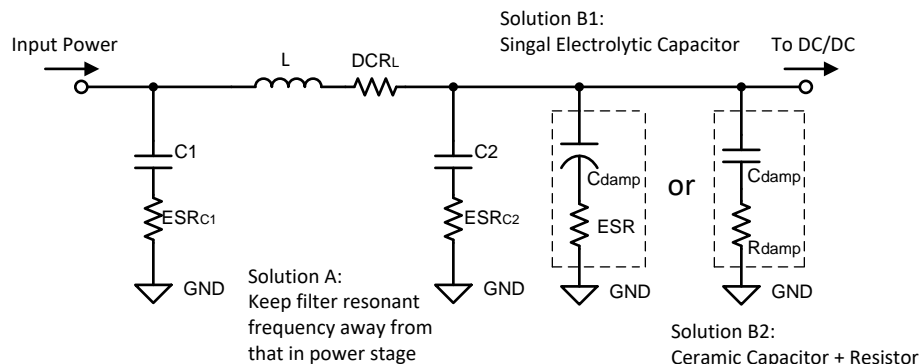 Solution B1:
Singal Electrolytic Capacitor
Input Power
To DC/DC
L
DCRL
C1
C2
Cdamp
Cdamp
or
ESRC1
ESRC2
ESR
Rdamp
GND
GND
GND
GND
Solution A:
Keep filter resonant
frequency away from
that in power stage
Solution B2:
Ceramic Capacitor + Resistor